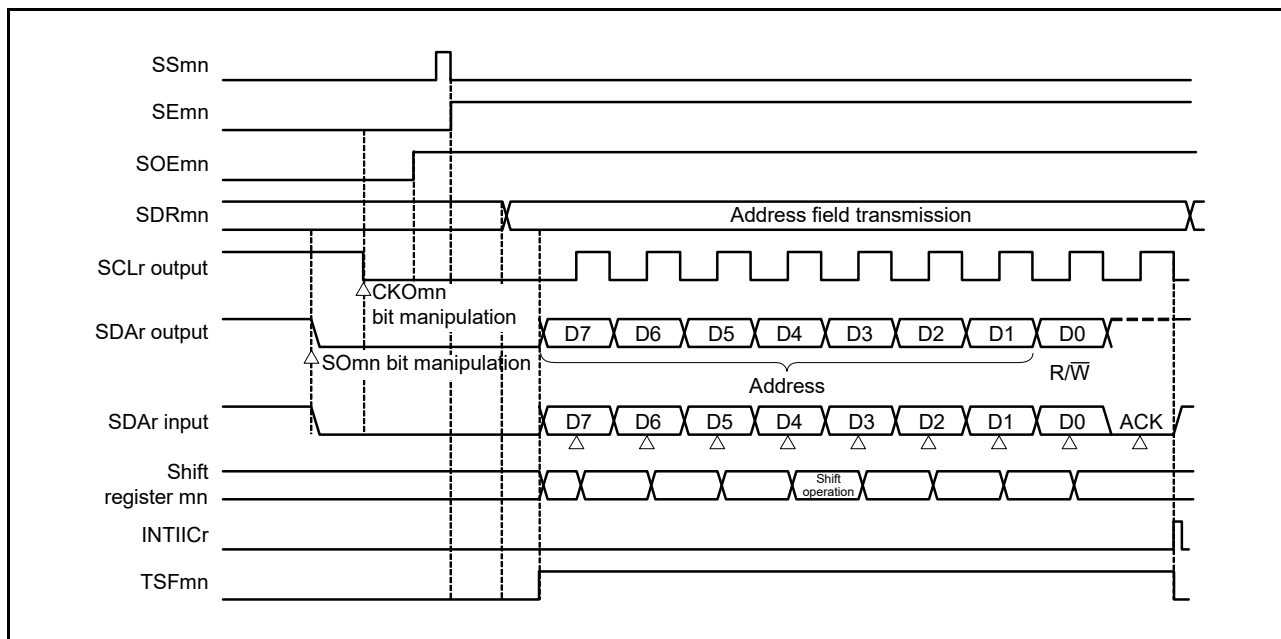 SSmn
SEmn
SOEmn
SDRmn
Address field transmission
SCLr output
CKOmn
bit manipulation
SDAr output
D7 D6 D5 D4 D3 D2 D1 D0
SOmn bit manipulation
Address
R/W̅
SDAr input
D7 D6 D5 D4 D3 D2 D1 D0 ACK
Shift
register mn
Shift
operation
INTIICr
TSFmn